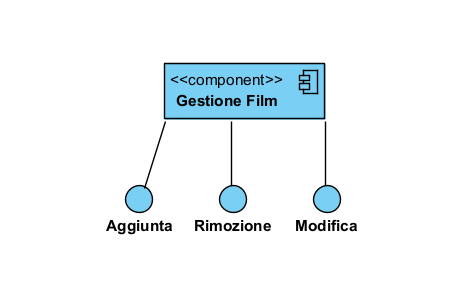 <<component>>
Gestione Film
Aggiunta Rimozione Modifica